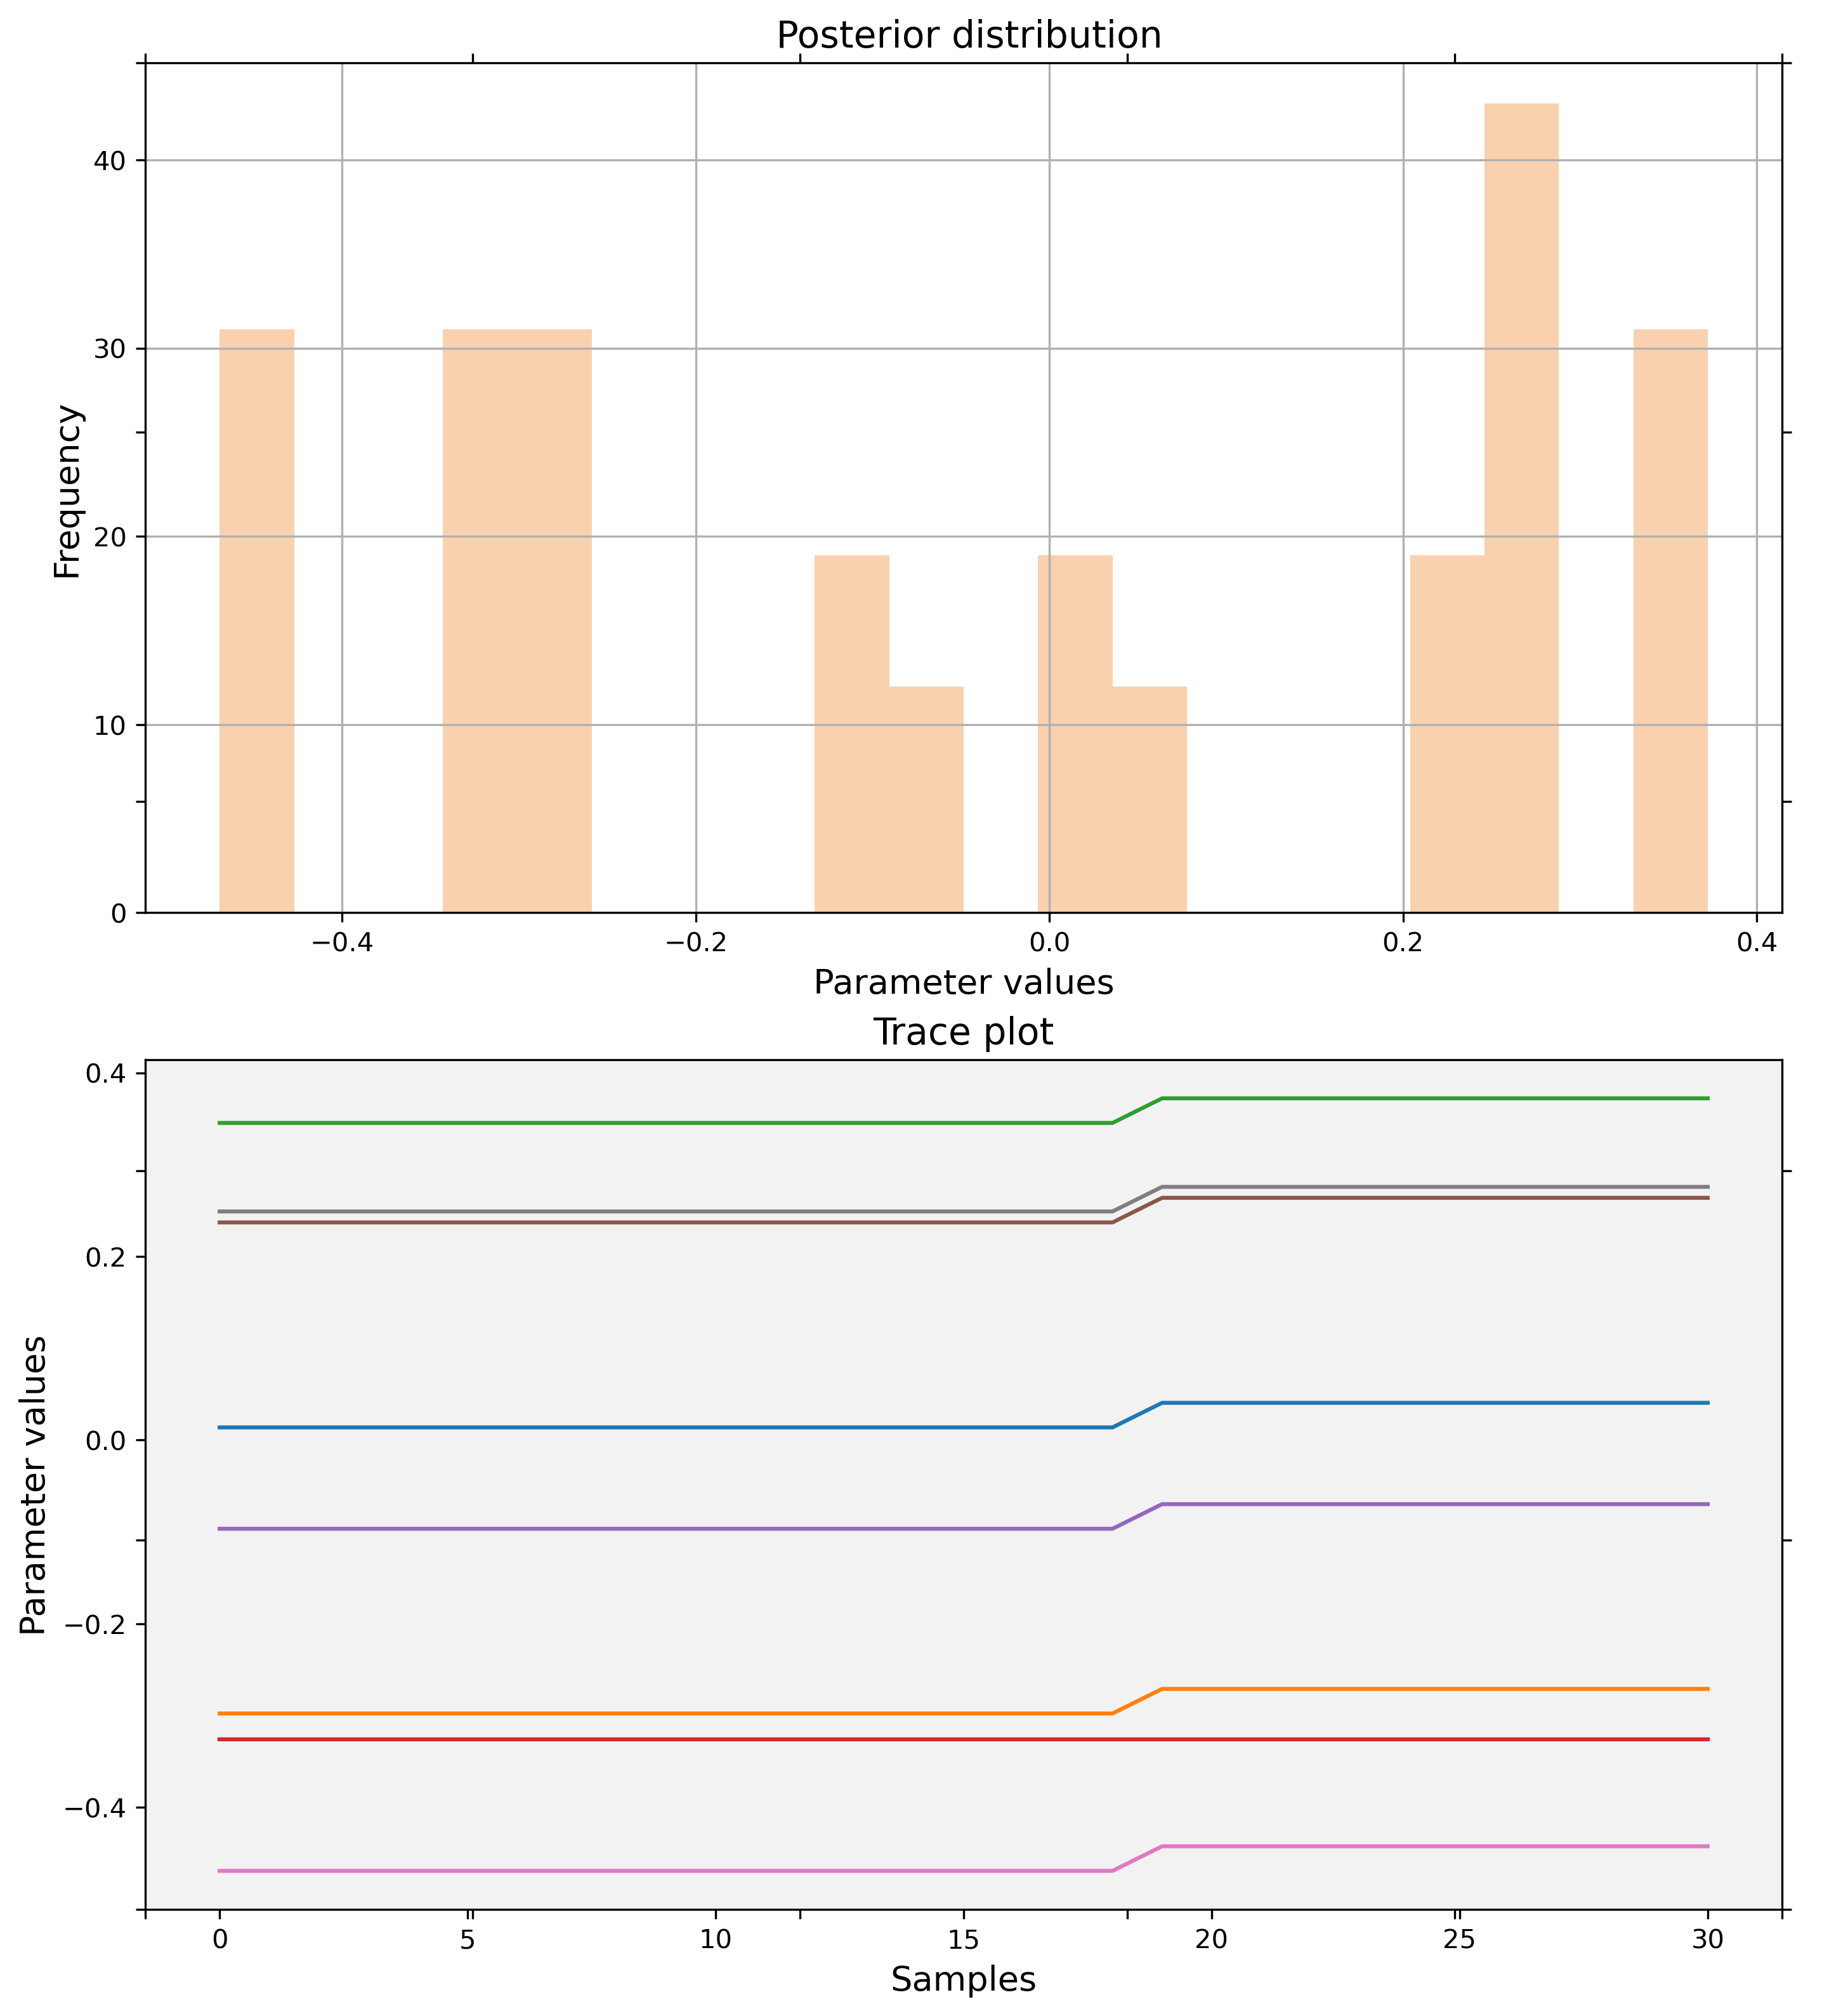 Posterior distribution
40
30
20
10
0
Frequency
−0.4 −0.2 0.0 0.2 0.4
Parameter values
Trace plot
0.4
0.2
0.0
−0.2
−0.4
Parameter values
0 5 10 15 20 25 30
Samples